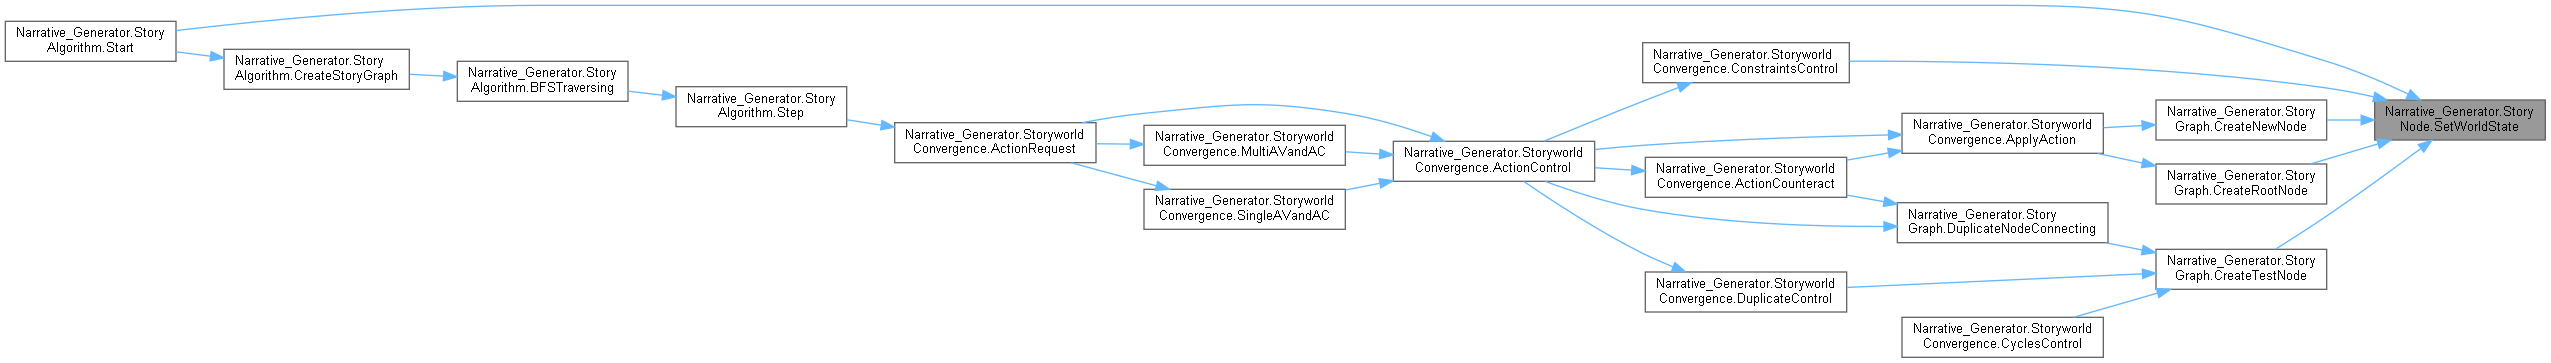 Narrative_Generator.Story
Algorithm.Start
Narrative_Generator.Story
Algorithm.CreateStoryGraph
Narrative_Generator.Story
Algorithm.BFSTraversing
Narrative_Generator.Story
Algorithm.Step
Narrative_Generator.Storyworld
Convergence.ActionRequest
Narrative_Generator.Storyworld
Convergence.MultiAVandAC
Narrative_Generator.Storyworld
Convergence.SingleAVandAC
Narrative_Generator.Storyworld
Convergence.ActionControl
Narrative_Generator.Storyworld
Convergence.ConstraintsControl
Narrative_Generator.Storyworld
Convergence.ActionCounteract
Narrative_Generator.Storyworld
Convergence.DuplicateControl
Narrative_Generator.Storyworld
Convergence.ApplyAction
Narrative_Generator.Story
Graph.DuplicateNodeConnecting
Narrative_Generator.Storyworld
Convergence.CyclesControl
Narrative_Generator.Story
Graph.CreateNewNode
Narrative_Generator.Story
Graph.CreateRootNode
Narrative_Generator.Story
Graph.CreateTestNode
Narrative_Generator.Story
Node.SetWorldState